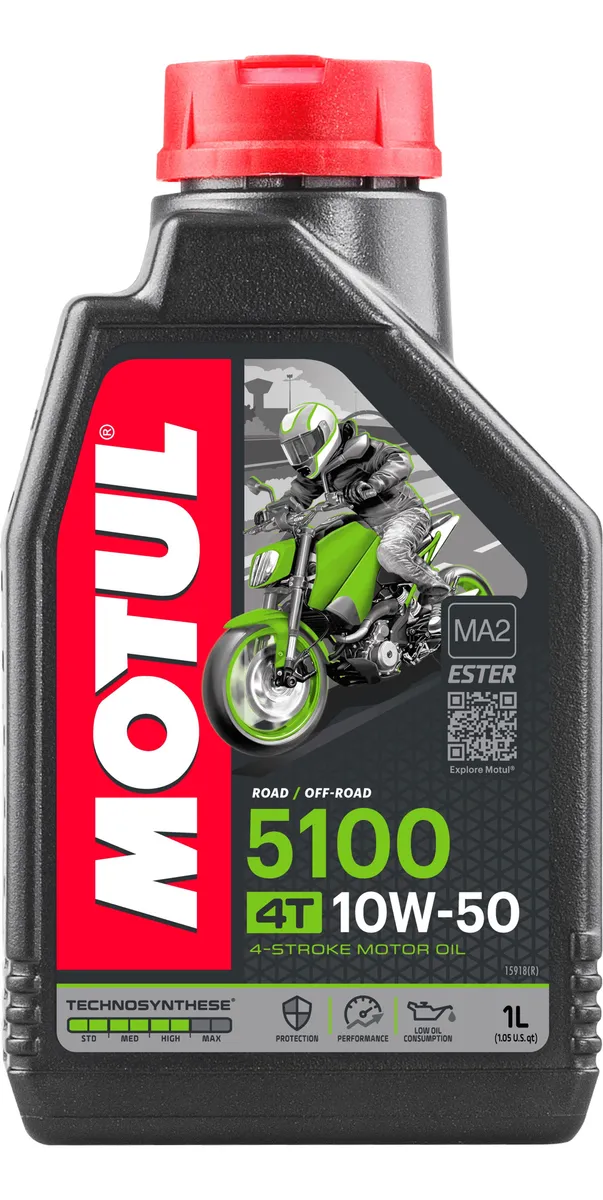 MOTUL®
MA2
ESTER
Explore Motul®
ROAD / OFF-ROAD
5100
4T 10W-50
4-STROKE MOTOR OIL
15918(R)
TECHNOSYNTHESE®
STD MED HIGH MAX
PROTECTION
PERFORMANCE
LOW OIL
CONSUMPTION
1L
(1.05 U.S.qt)